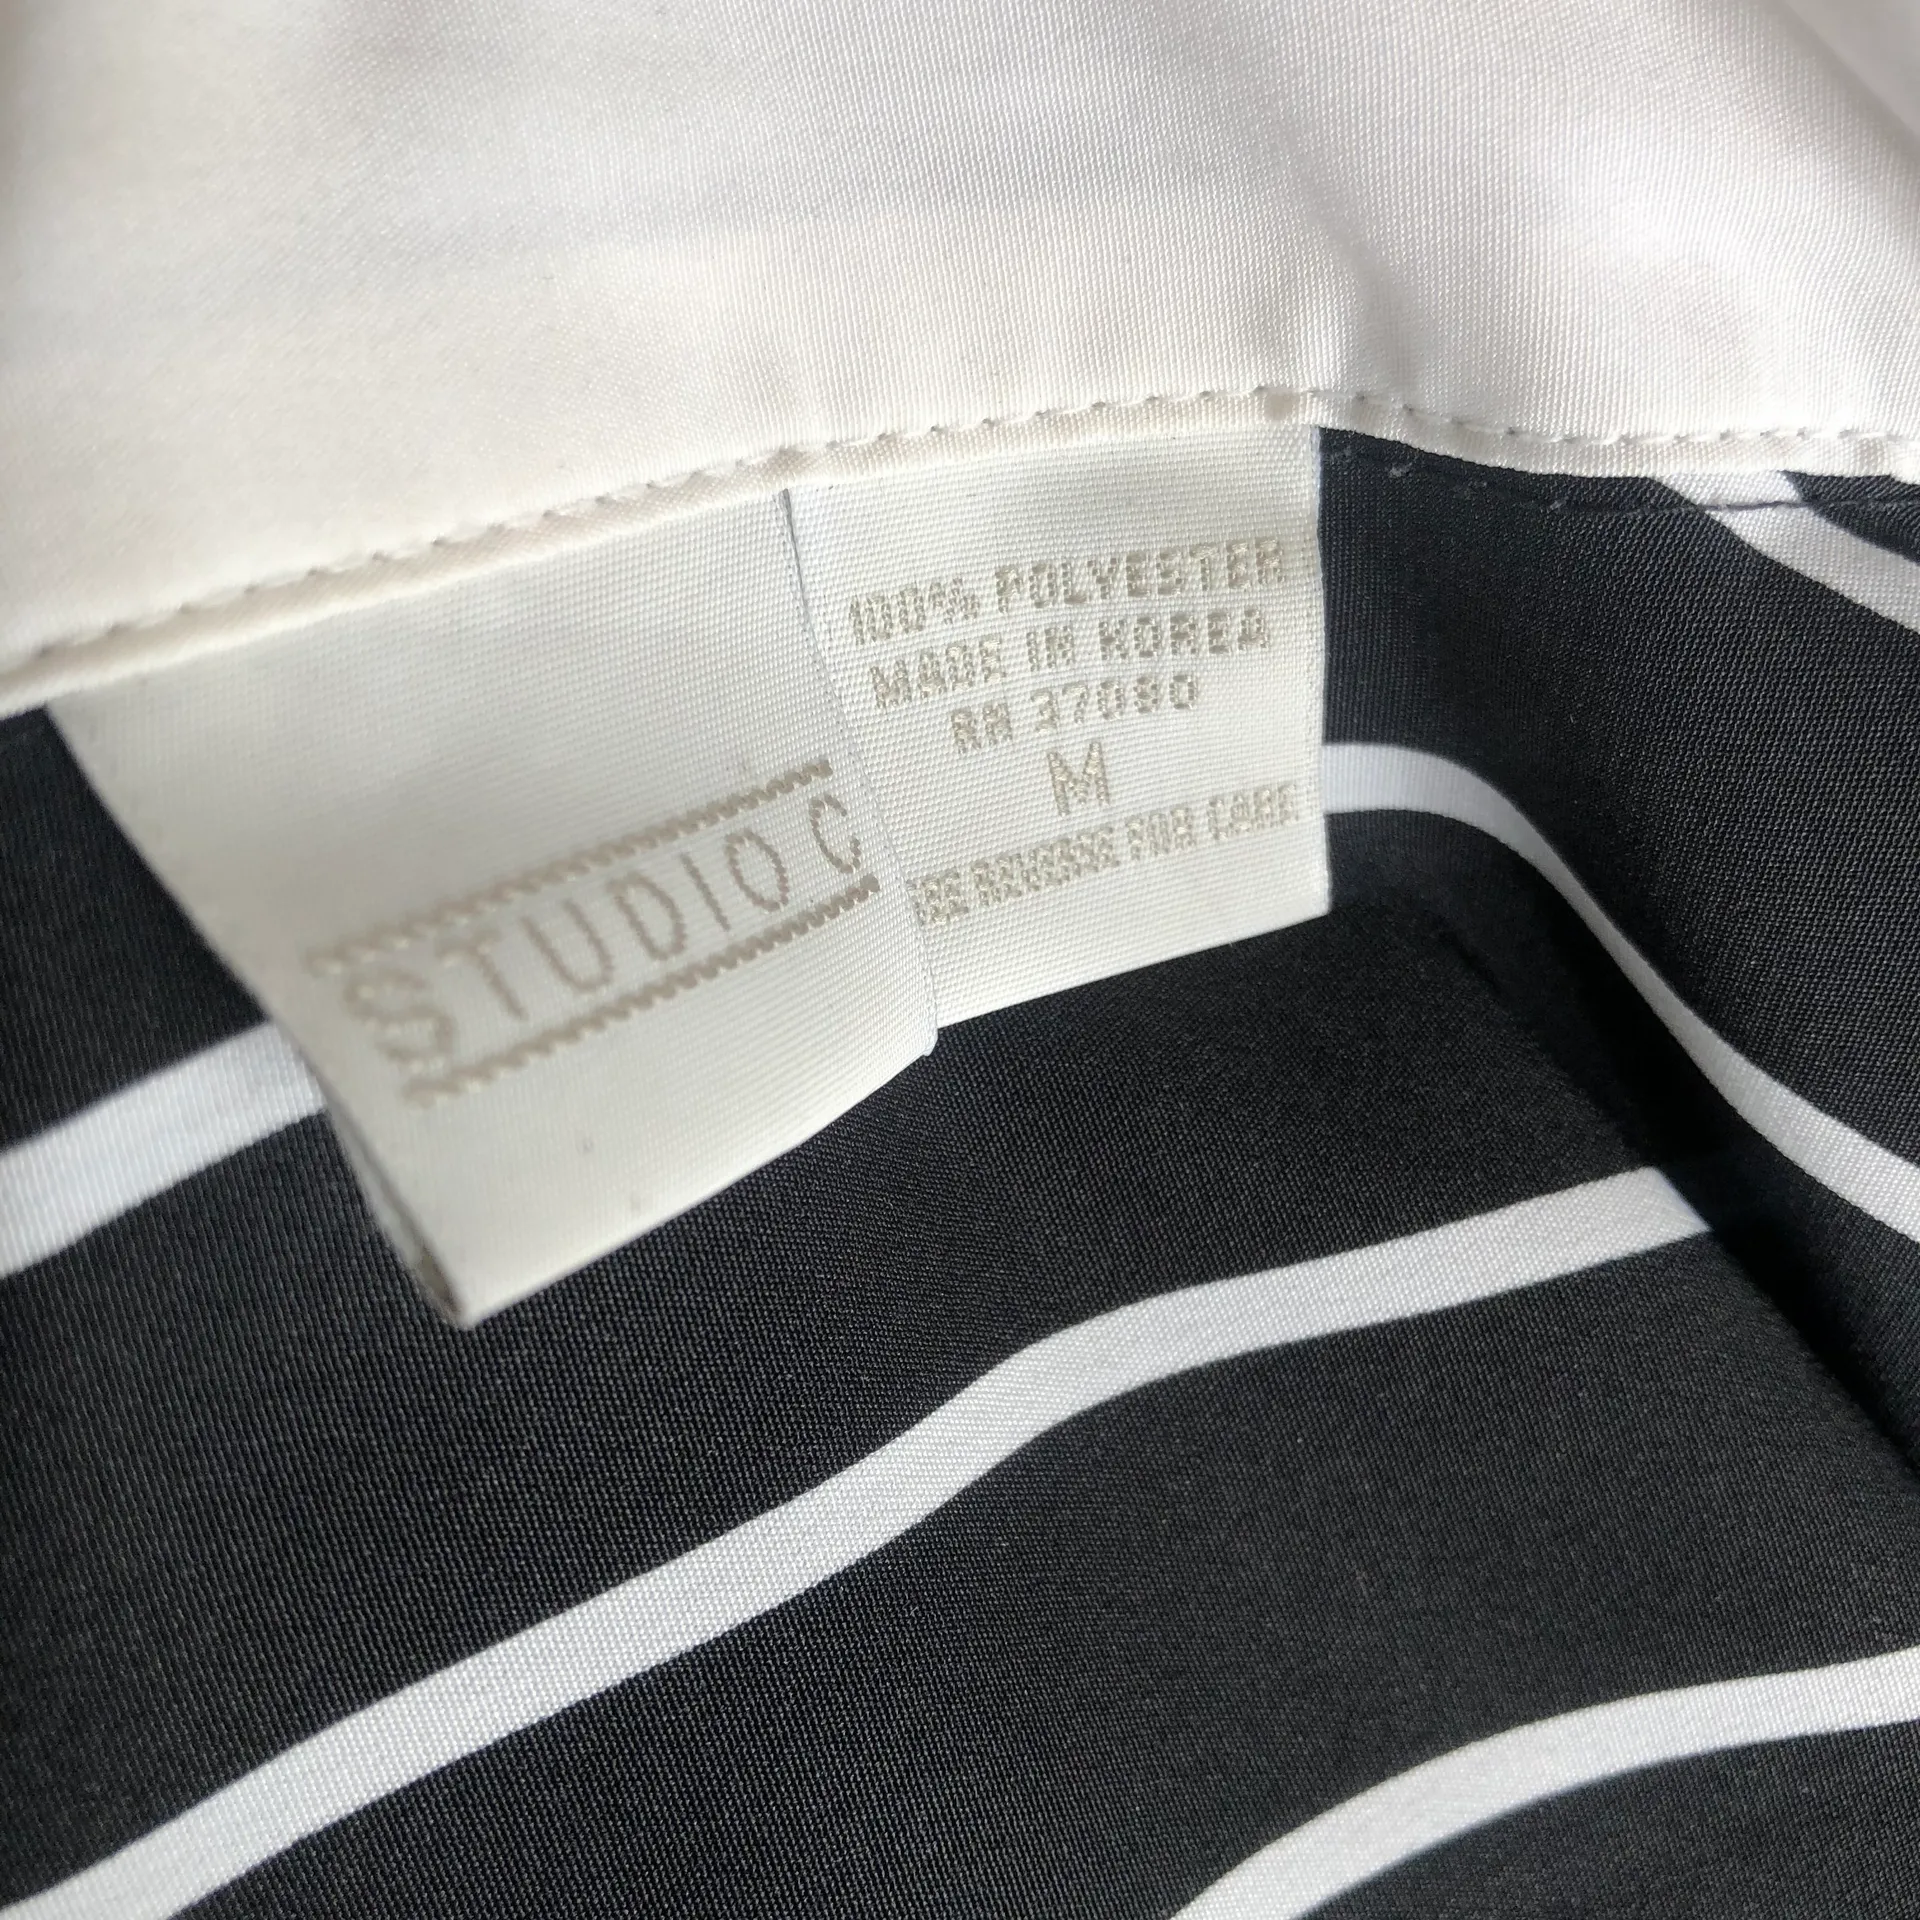 STUDIO C
100% POLYESTER
MADE IN KOREA
RN 37080
M
SEE REVERSE FOR CARE